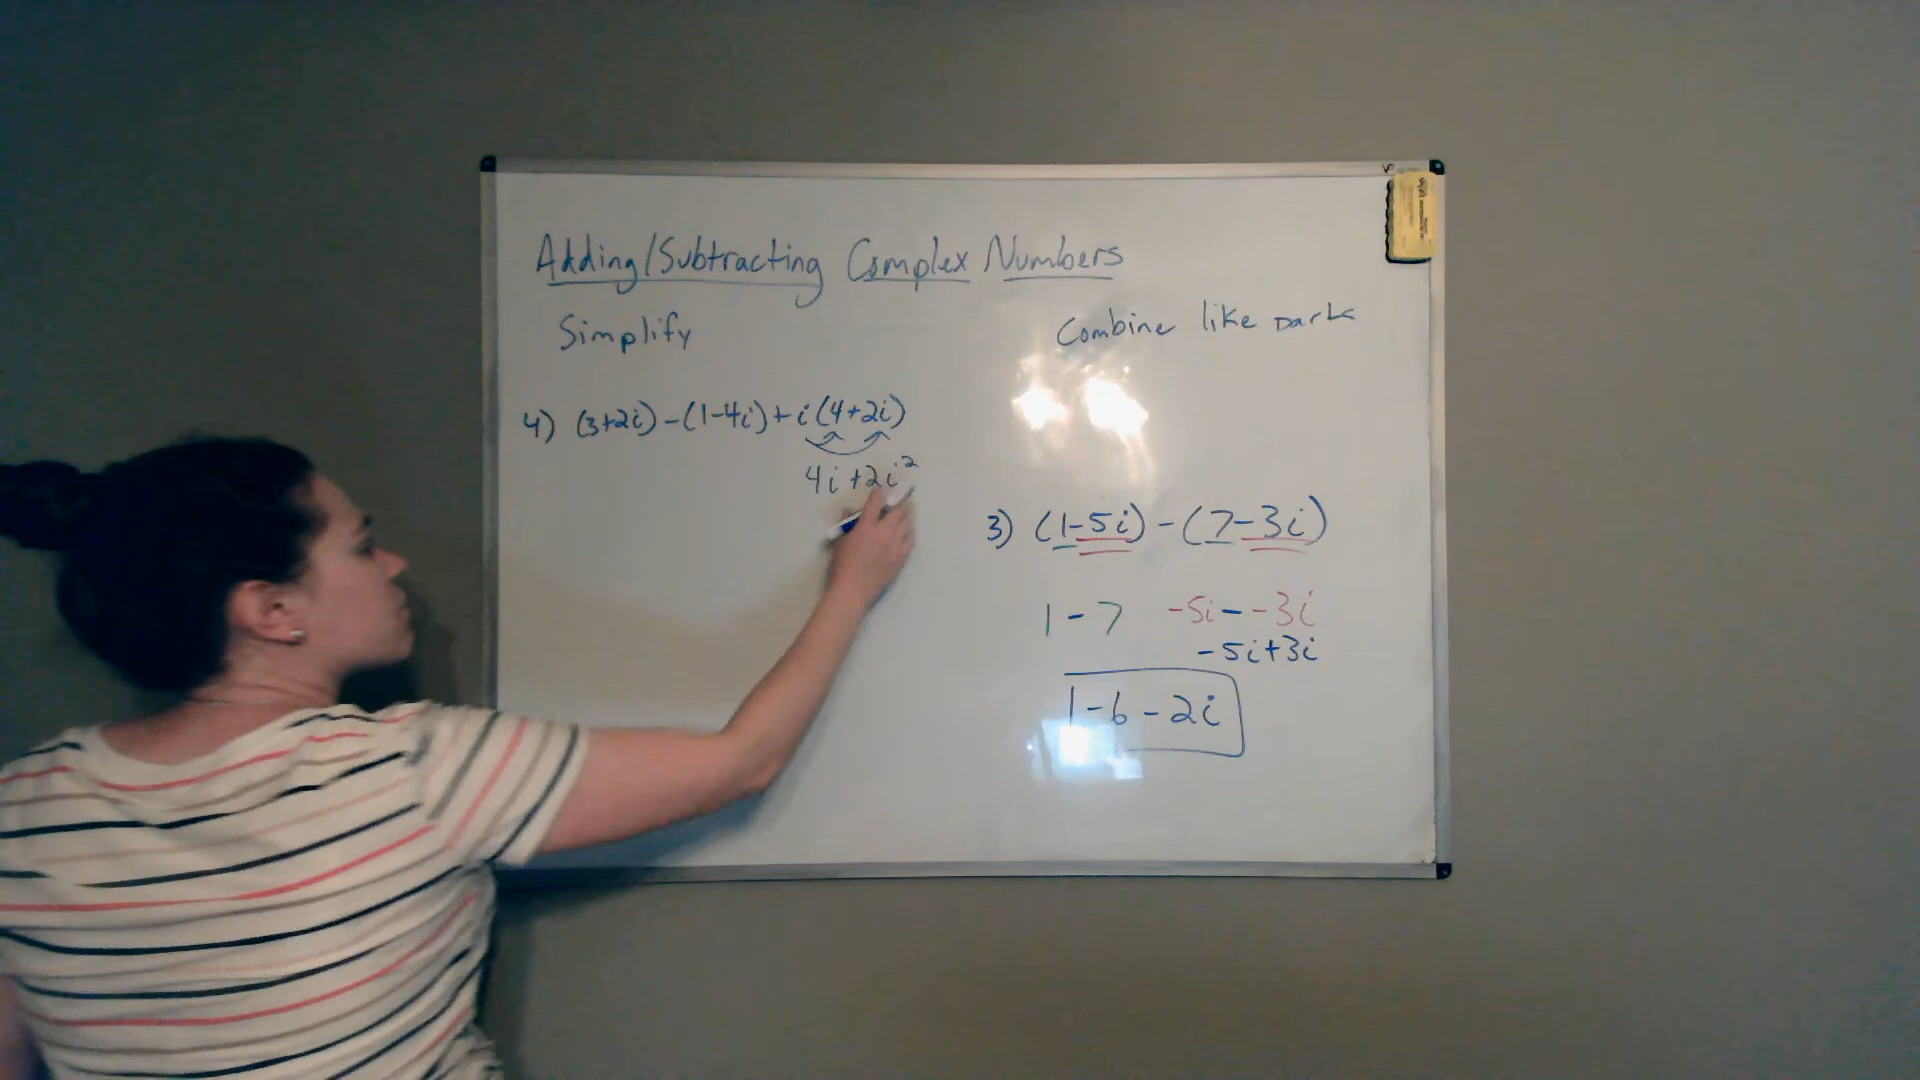 Adding/Subtracting Complex Numbers
Simplify
Combine like Parts
4) (3+2i)-(1-4i)+i(4+2i)
4i+2i²
3) (1-5i)-(7-3i)
1-7 -5i--3i
-5i+3i
-6-2i